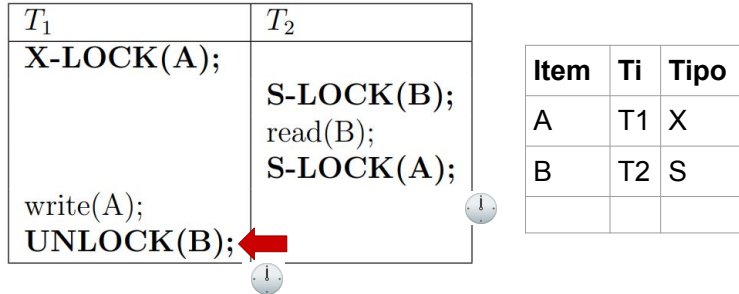 T1 T2
X-LOCK(A);
S-LOCK(B);
read(B);
S-LOCK(A);
write(A);
UNLOCK(B);
Item Ti Tipo
A T1 X
B T2 S